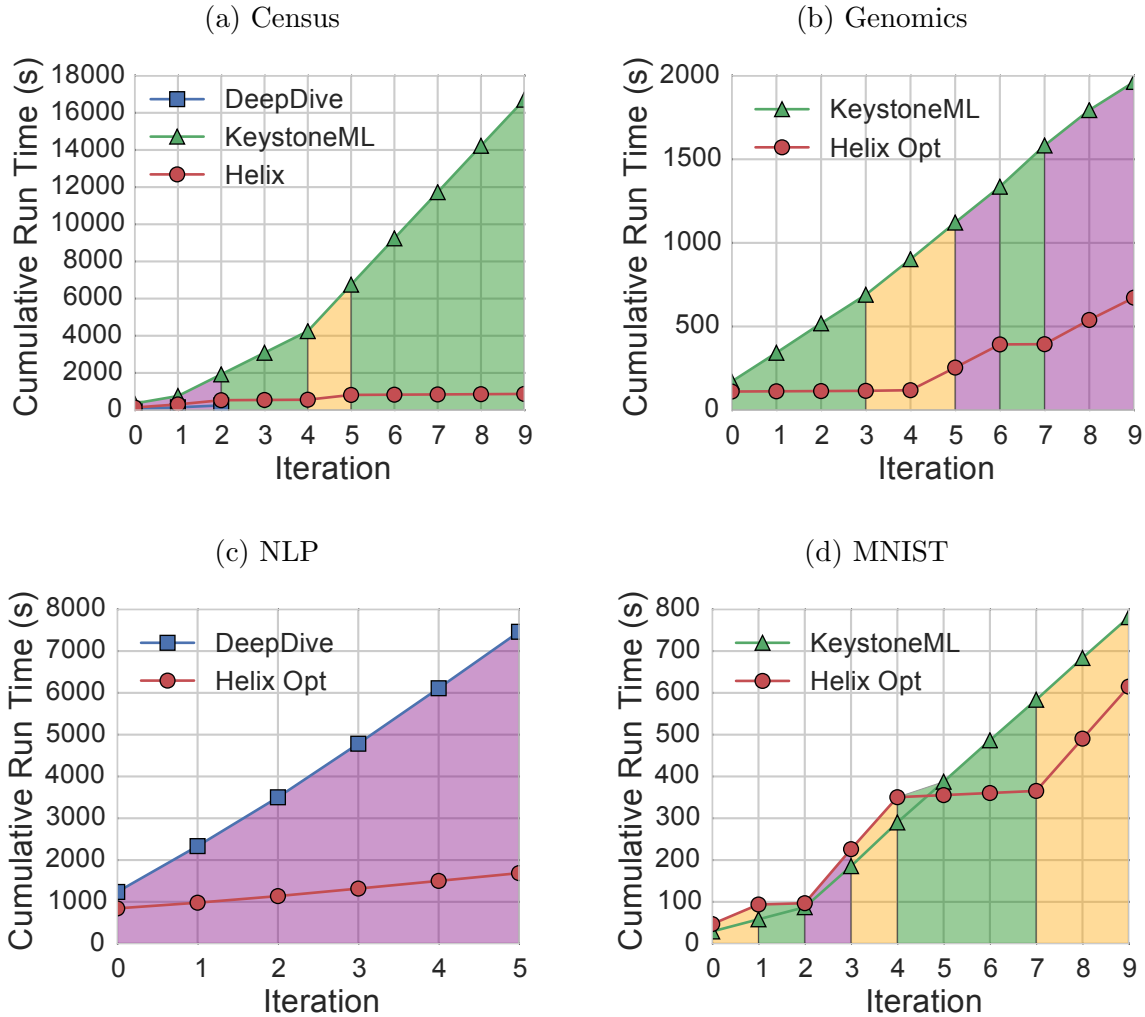 (a) Census
Cumulative Run Time (s)
18000
16000
14000
12000
10000
8000
6000
4000
2000
0
DeepDive
KeystoneML
Helix
0 1 2 3 4 5 6 7 8 9
Iteration
(b) Genomics
Cumulative Run Time (s)
2000
1500
1000
500
0
KeystoneML
Helix Opt
0 1 2 3 4 5 6 7 8 9
Iteration
(c) NLP
Cumulative Run Time (s)
8000
7000
6000
5000
4000
3000
2000
1000
0
DeepDive
Helix Opt
0 1 2 3 4 5
Iteration
(d) MNIST
Cumulative Run Time (s)
800
700
600
500
400
300
200
100
0
KeystoneML
Helix Opt
0 1 2 3 4 5 6 7 8 9
Iteration